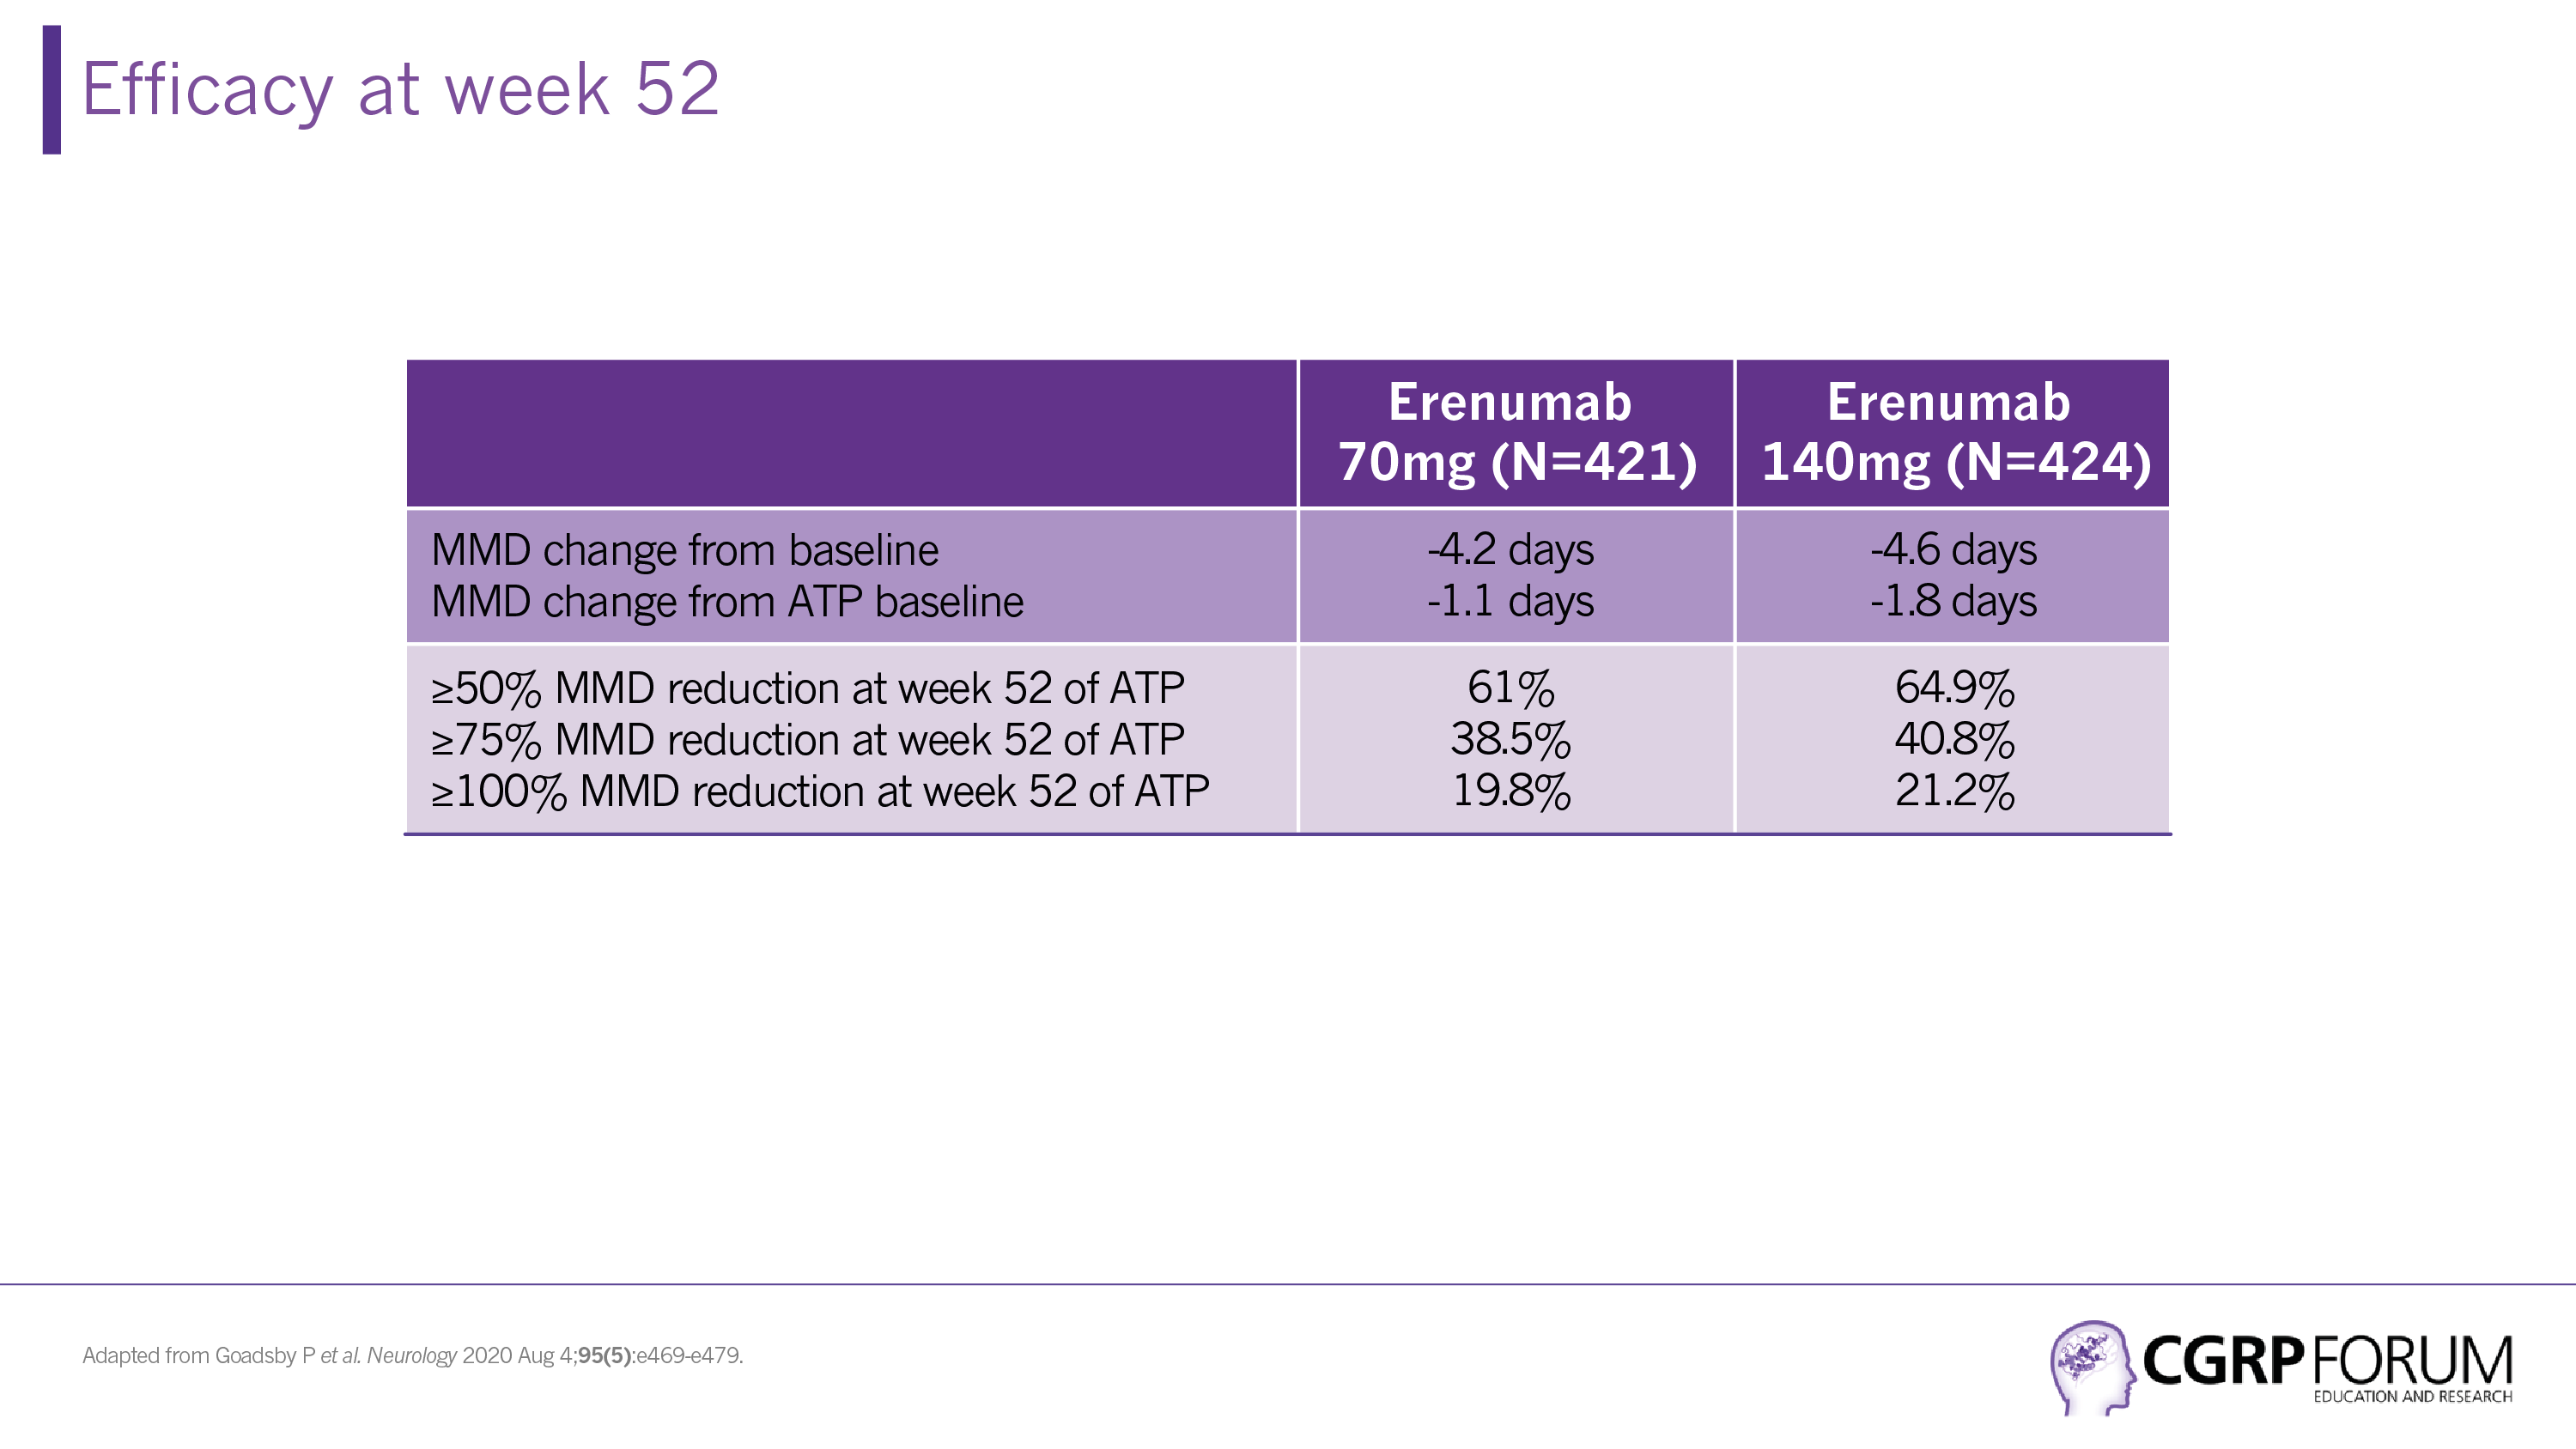 Efficacy at week 52
Erenumab
70mg (N=421)
Erenumab
140mg (N=424)
MMD change from baseline -4.2 days -4.6 days
MMD change from ATP baseline -1.1 days -1.8 days
≥50% MMD reduction at week 52 of ATP 61% 64.9%
≥75% MMD reduction at week 52 of ATP 38.5% 40.8%
≥100% MMD reduction at week 52 of ATP 19.8% 21.2%
Adapted from Goadsby P et al. Neurology 2020 Aug 4;95(5):e469-e479.
CGRP FORUM
EDUCATION AND RESEARCH